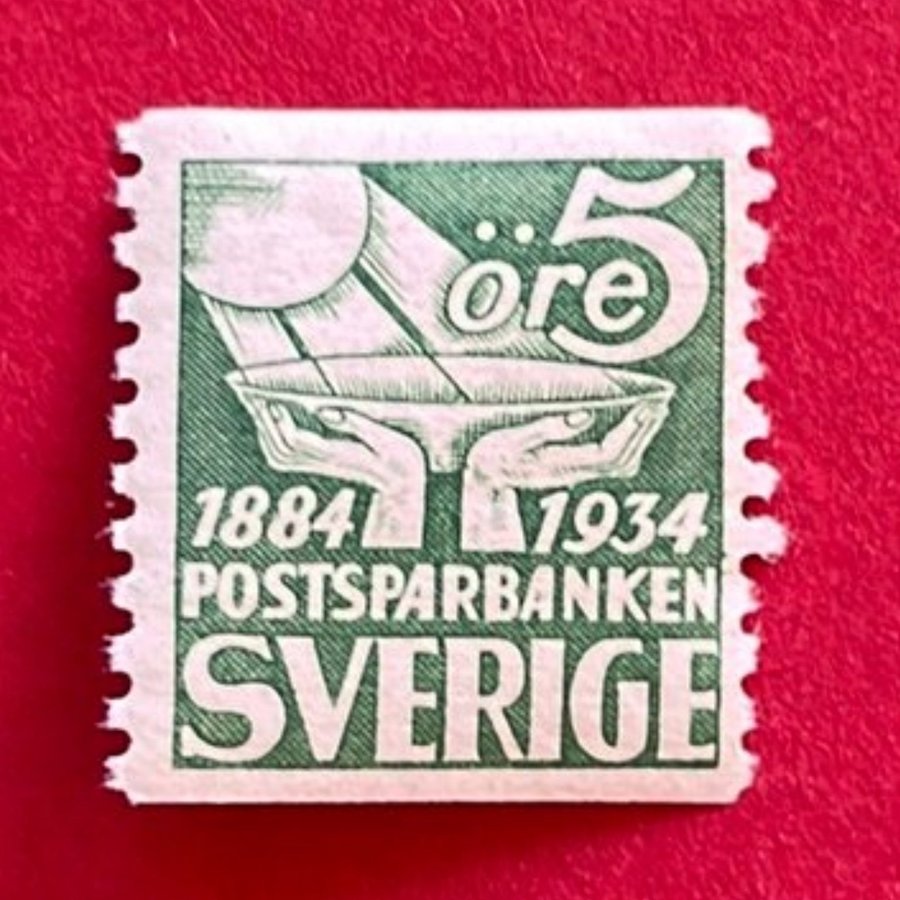 5
öre
1884 1934
POSTSPARBANKEN
SVERIGE